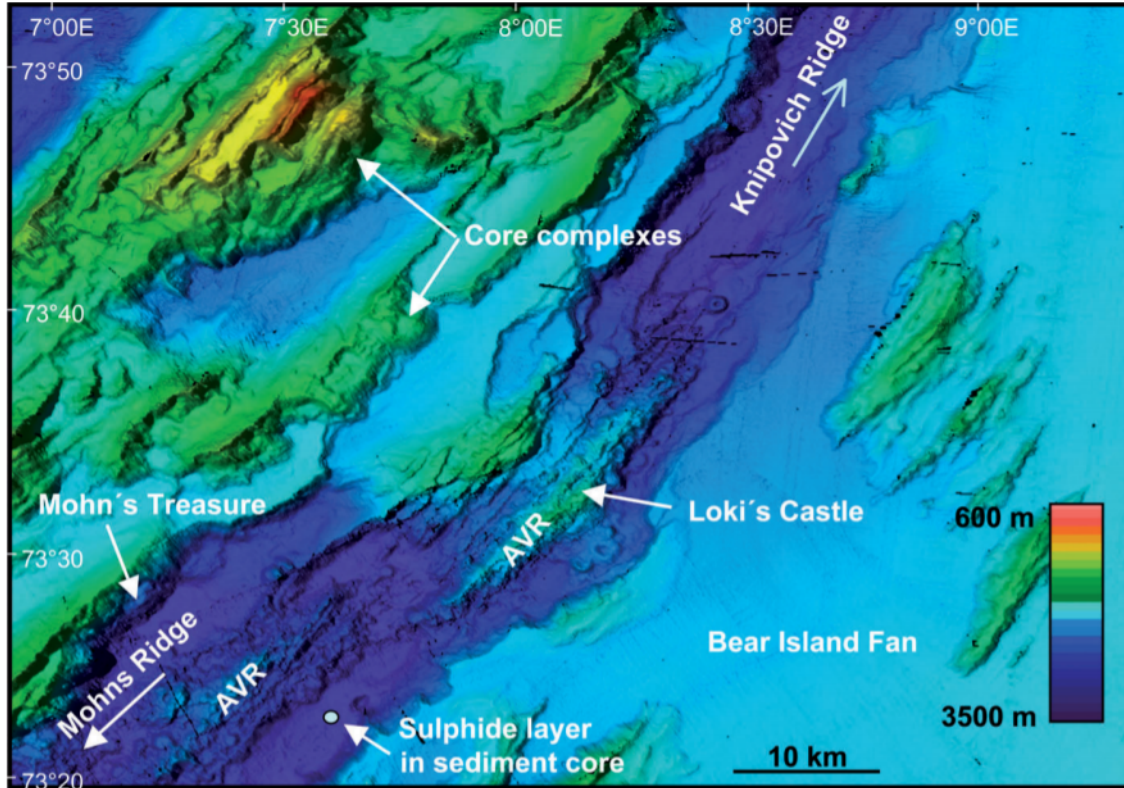 7°00E
7°30E
8°00E
8°30E
9°00E
73°50
Knipovich Ridge
Core complexes
73°40
Mohn´s Treasure
Loki´s Castle
600 m
AVR
73°30
Bear Island Fan
Mohns Ridge
AVR
3500 m
Sulphide layer
in sediment core
10 km
73°20